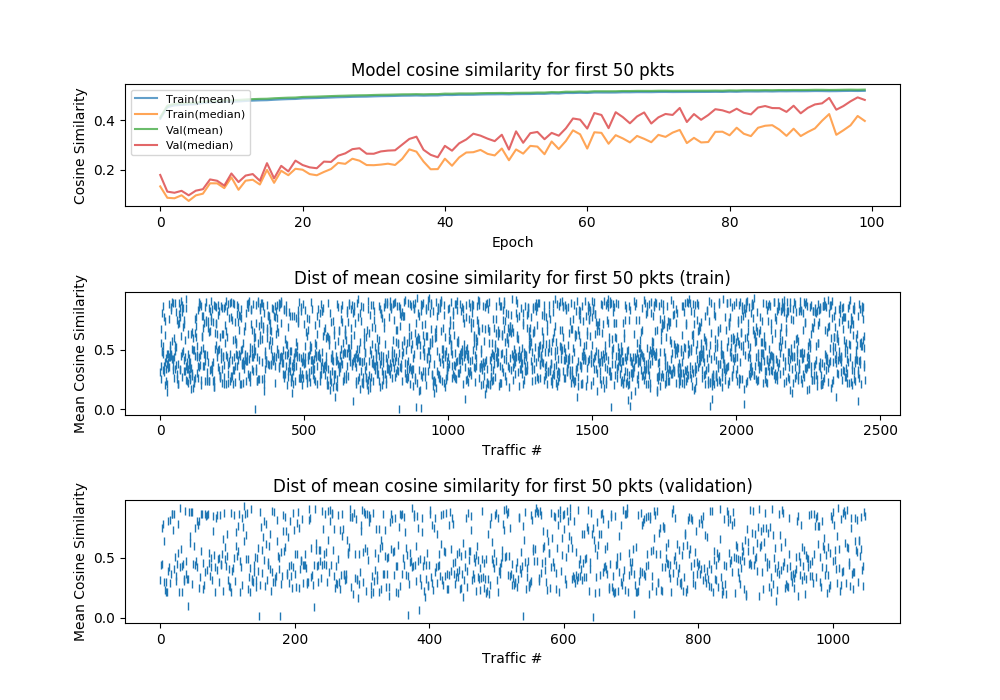 Model cosine similarity for first 50 pkts
Cosine Similarity
0.4
0.2
Train(mean)
Train(median)
Val(mean)
Val(median)
0 20 40 60 80 100
Epoch
Dist of mean cosine similarity for first 50 pkts (train)
Mean Cosine Similarity
0.5
0.0
0 500 1000 1500 2000 2500
Traffic #
Dist of mean cosine similarity for first 50 pkts (validation)
Mean Cosine Similarity
0.5
0.0
0 200 400 600 800 1000
Traffic #